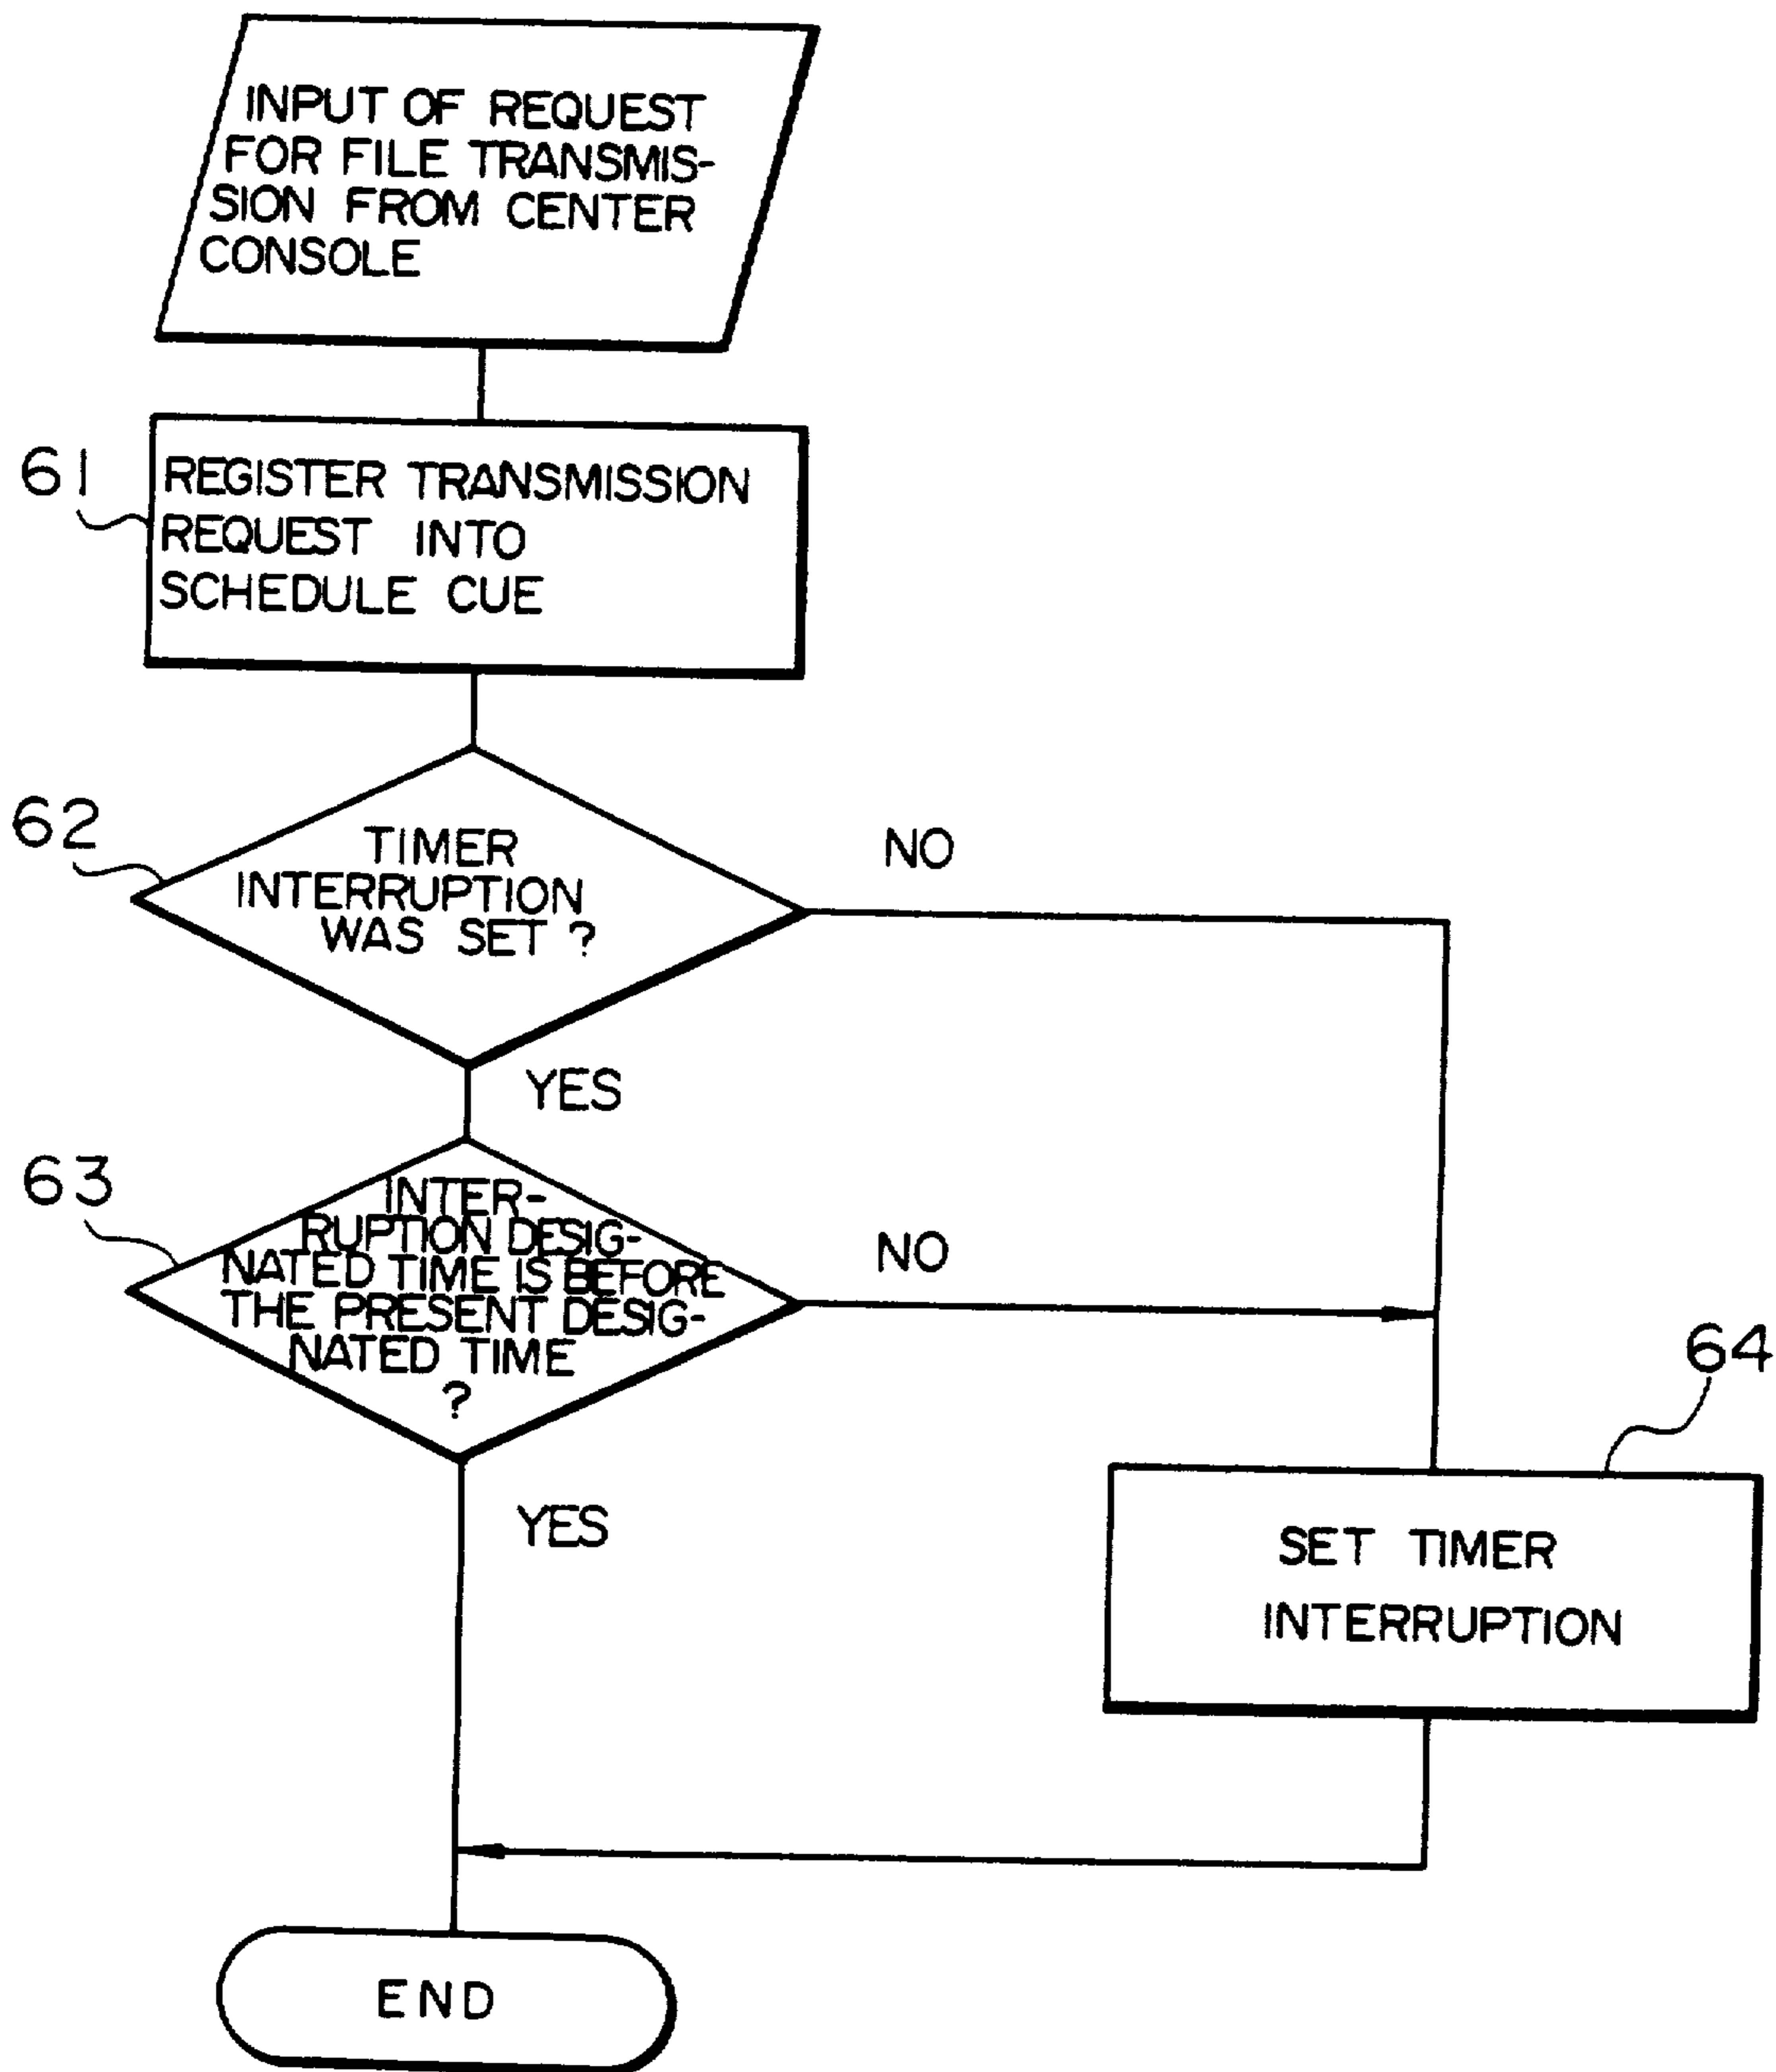 INPUT OF REQUEST
FOR FILE TRANSMIS-
SION FROM CENTER
CONSOLE
61
REGISTER TRANSMISSION
REQUEST INTO
SCHEDULE CUE
62
TIMER
INTERRUPTION
WAS SET ?
NO
YES
63
INTER-
RUPTION DESIG-
NATED TIME IS BEFORE
THE PRESENT DESIG-
NATED TIME
?
NO
YES
64
SET TIMER
INTERRUPTION
END